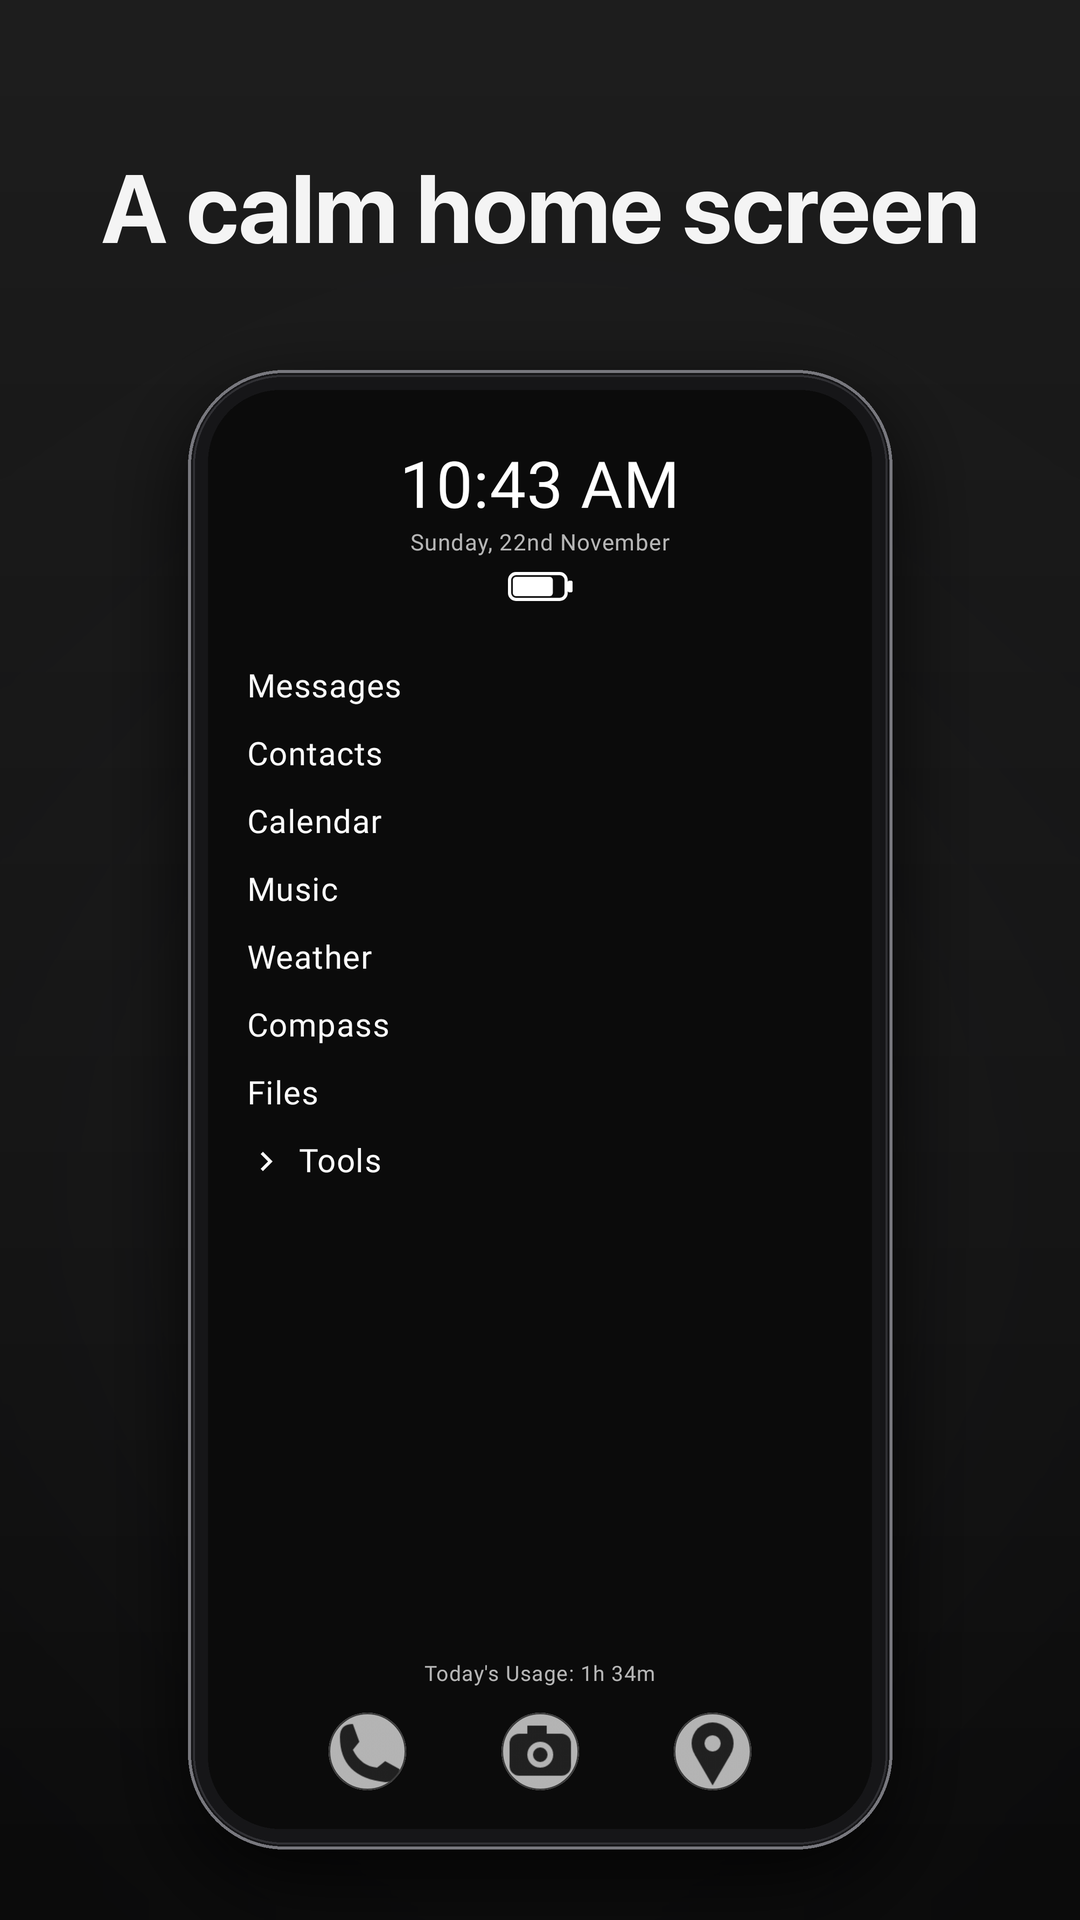 A calm home screen
10:43 AM
Sunday, 22nd November
Messages
Contacts
Calendar
Music
Weather
Compass
Files
Tools
Today's Usage: 1h 34m